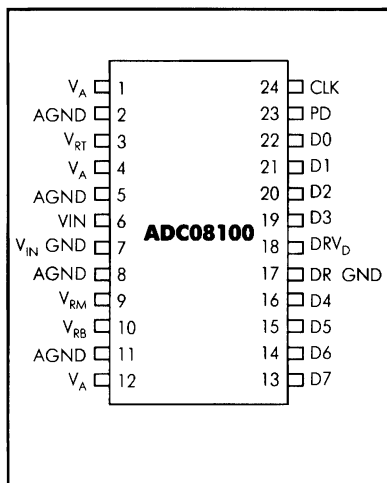 V_A 1 24 CLK
AGND 2 23 PD
V_RT 3 22 D0
V_A 4 21 D1
AGND 5 20 D2
VIN 6 19 D3
ADC08100
V_IN GND 7 18 DRV_D
AGND 8 17 DR GND
V_RM 9 16 D4
V_RB 10 15 D5
AGND 11 14 D6
V_A 12 13 D7